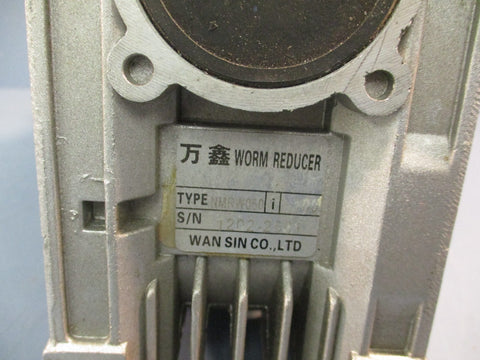 万鑫 WORM REDUCER
TYPE i
S/N
WAN SIN CO.,LTD